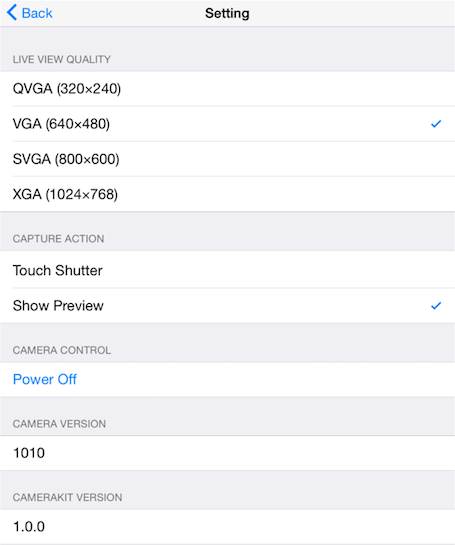 Back
Setting
LIVE VIEW QUALITY
QVGA (320×240)
VGA (640×480)
SVGA (800×600)
XGA (1024×768)
CAPTURE ACTION
Touch Shutter
Show Preview
CAMERA CONTROL
Power Off
CAMERA VERSION
1010
CAMERAKIT VERSION
1.0.0